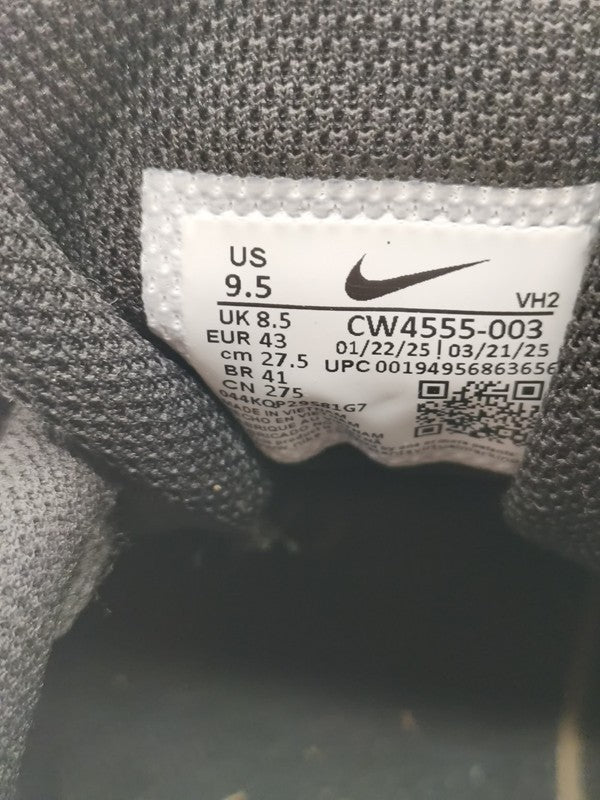 US
9.5
VH2
UK 8.5
CW4555-003
EUR 43
01/22/25 | 03/21/25
cm 27.5
UPC 00194956863656
BR 41
CN 275
MADE IN VIETNAM